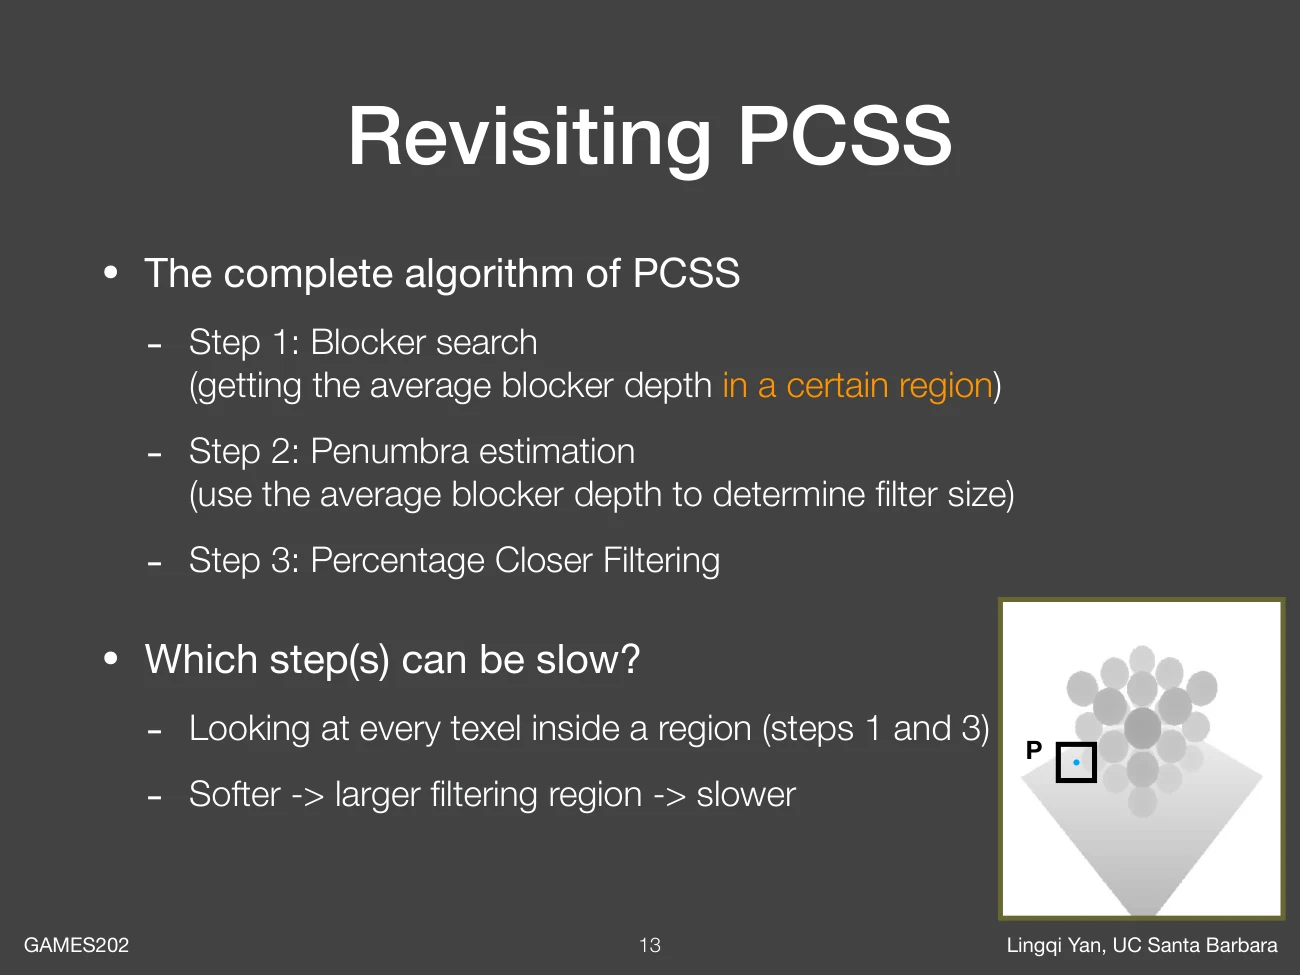 Revisiting PCSS
• The complete algorithm of PCSS
- Step 1: Blocker search
(getting the average blocker depth in a certain region)
- Step 2: Penumbra estimation
(use the average blocker depth to determine filter size)
- Step 3: Percentage Closer Filtering
• Which step(s) can be slow?
- Looking at every texel inside a region (steps 1 and 3)
- Softer -> larger filtering region -> slower
P
GAMES202
13
Lingqi Yan, UC Santa Barbara